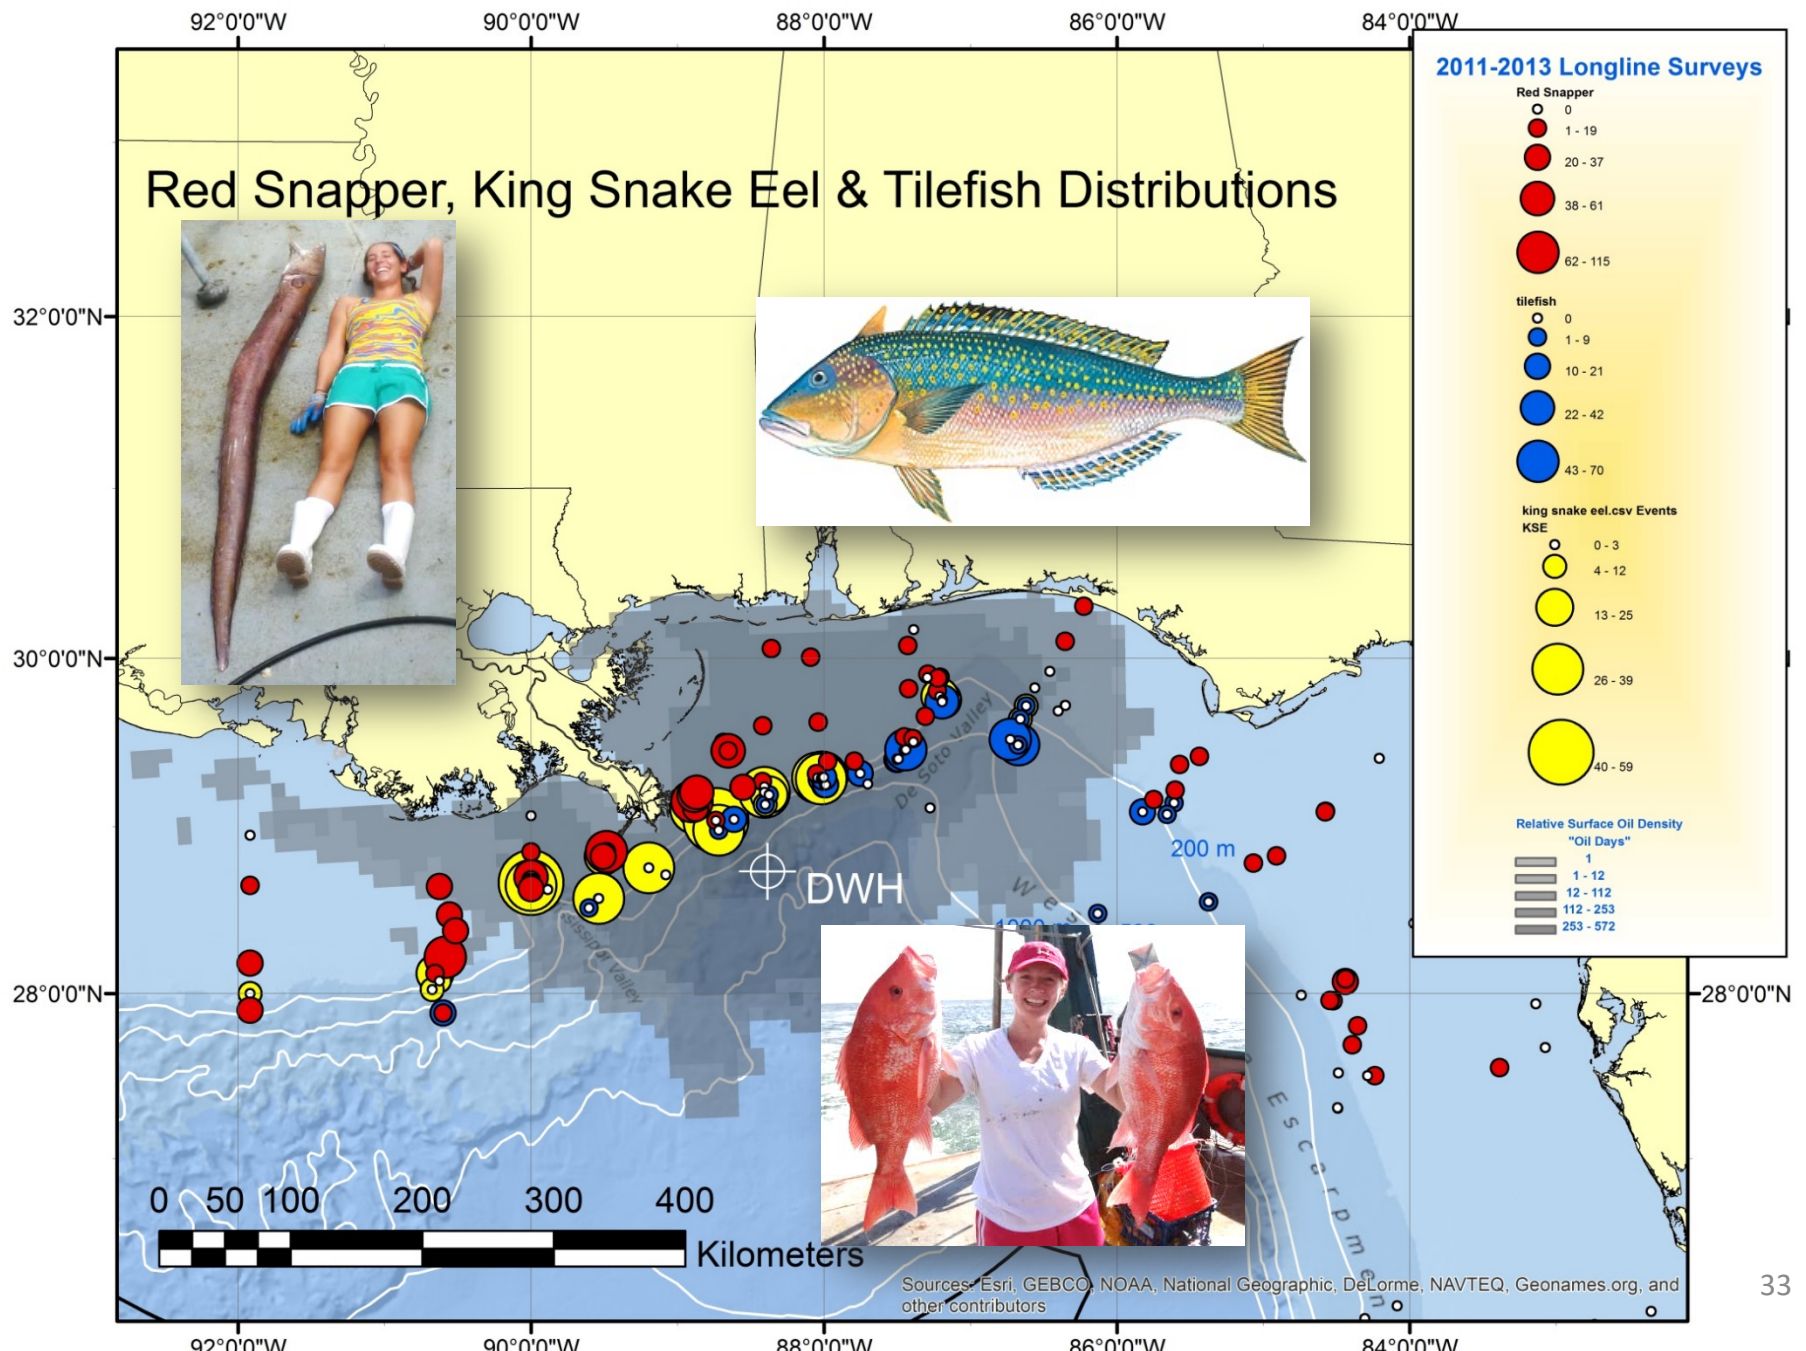 92°0'0"W 90°0'0"W 88°0'0"W 86°0'0"W 84°0'0"W
2011-2013 Longline Surveys
Red Snapper
0
1 - 19
20 - 37
38 - 61
62 - 115
tilefish
0
1 - 9
10 - 21
22 - 42
43 - 70
king snake eel.csv Events
KSE
0 - 3
4 - 12
13 - 25
26 - 39
40 - 59
Relative Surface Oil Density
"Oil Days"
1
1 - 12
12 - 112
112 - 253
253 - 572
Red Snapper, King Snake Eel & Tilefish Distributions
32°0'0"N
30°0'0"N
28°0'0"N
28°0'0"N
De Soto Valley
200 m
DWH
Escarpmen
0 50 100 200 300 400
Kilometers
Sources: Esri, GEBCO, NOAA, National Geographic, DeLorme, NAVTEQ, Geonames.org, and
other contributors
33
92°0'0"W 90°0'0"W 88°0'0"W 86°0'0"W 84°0'0"W